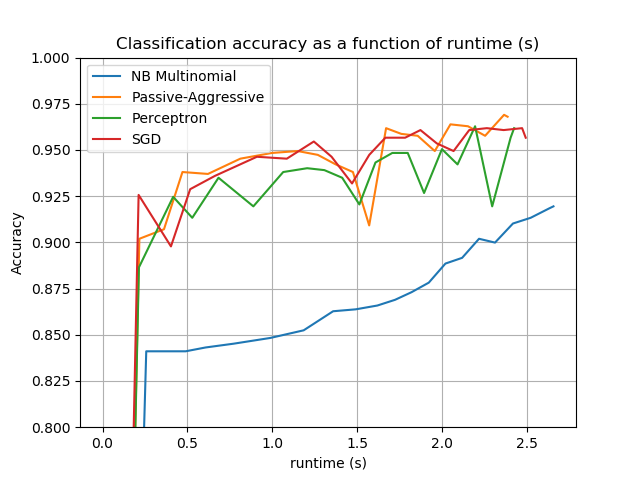 Classification accuracy as a function of runtime (s)
NB Multinomial
Passive-Aggressive
Perceptron
SGD
1.000
0.975
0.950
0.925
0.900
0.875
0.850
0.825
0.800
Accuracy
0.0 0.5 1.0 1.5 2.0 2.5
runtime (s)